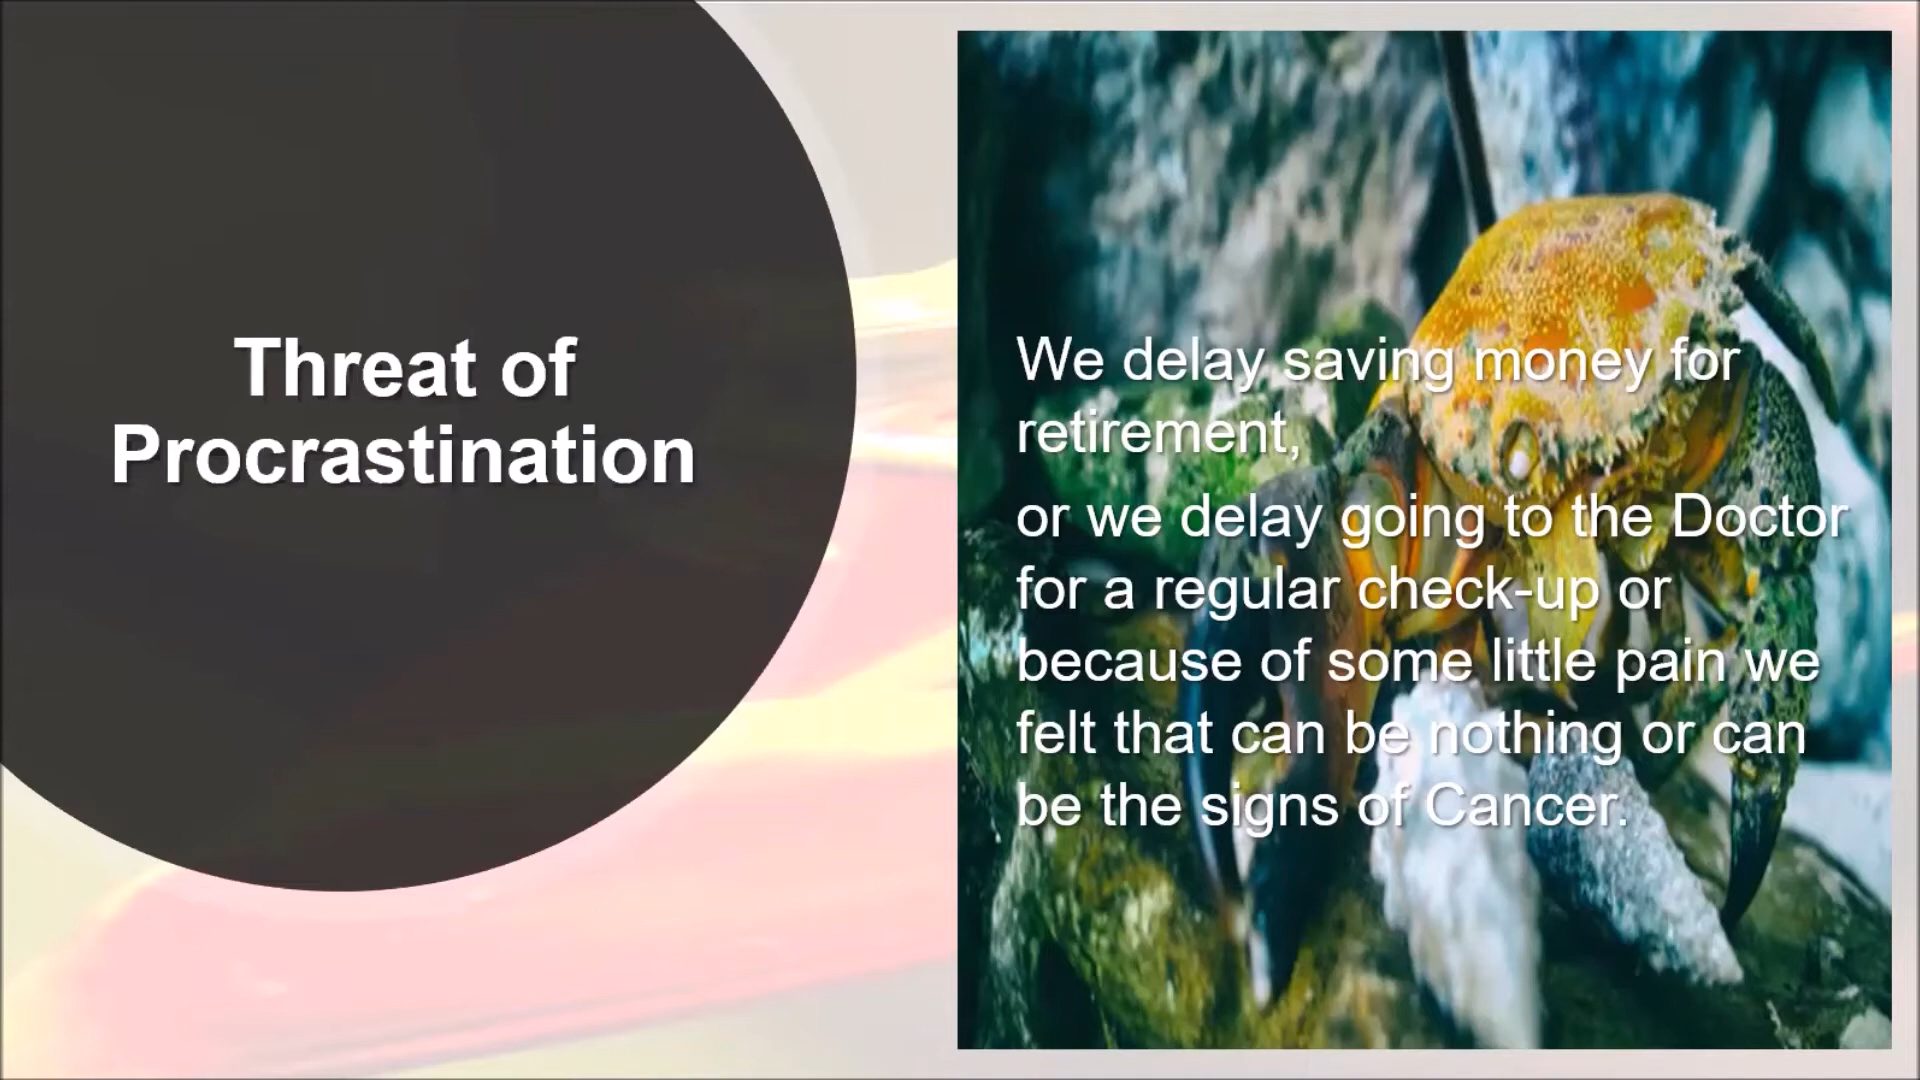 Threat of
Procrastination
We delay saving money for
retirement,
or we delay going to the Doctor
for a regular check-up or
because of some little pain we
felt that can be nothing or can
be the signs of Cancer.